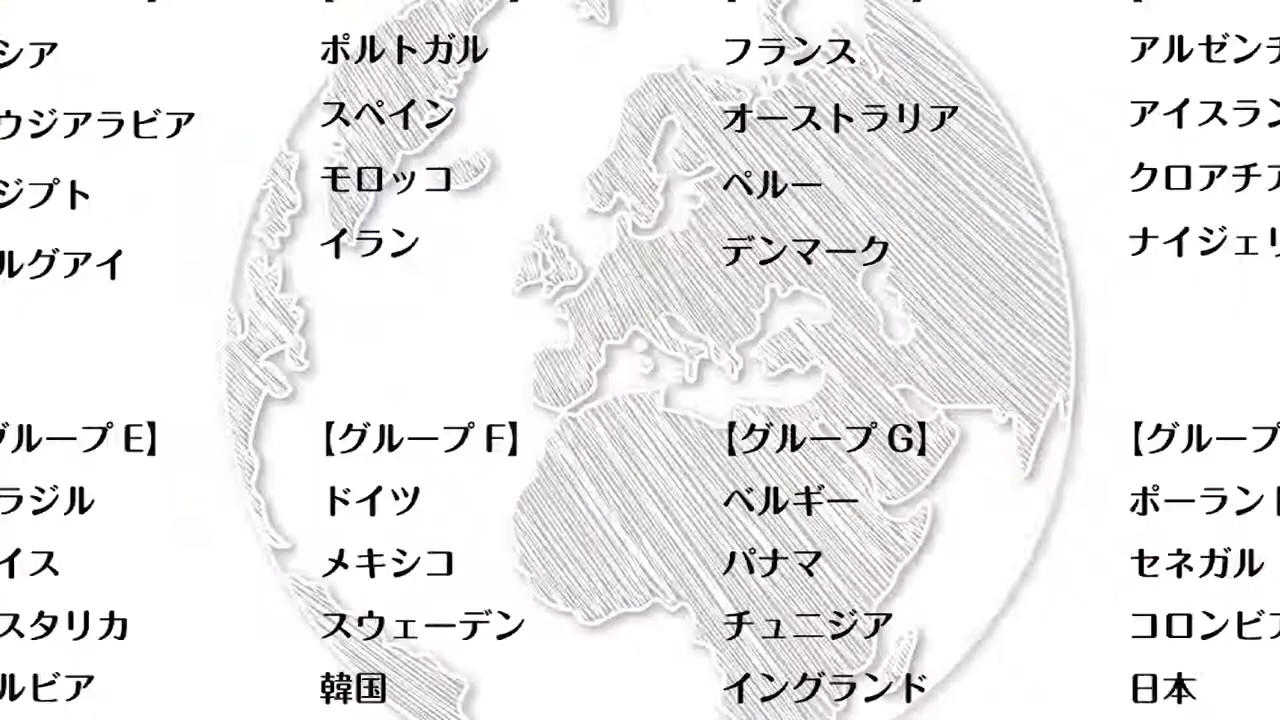 シア
ウジアラビア
ジプト
ルグアイ
ポルトガル
スペイン
モロッコ
イラン
フランス
オーストラリア
ペルー
デンマーク
アルゼンチ
アイスラン
クロアチア
ナイジェリ
グループ E】
ラジル
イス
スタリカ
ルビア
【グループ F】
ドイツ
メキシコ
スウェーデン
韓国
【グループ G】
ベルギー
パナマ
チュニジア
イングランド
【グループ
ポーランド
セネガル
コロンビア
日本